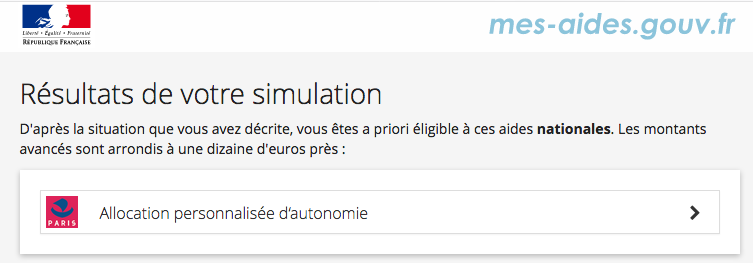 Liberté • Égalité • Fraternité
RÉPUBLIQUE FRANÇAISE
mes-aides.gouv.fr
Résultats de votre simulation
D'après la situation que vous avez décrite, vous êtes a priori éligible à ces aides nationales. Les montants
avancés sont arrondis à une dizaine d'euros près :
PARIS
Allocation personnalisée d’autonomie